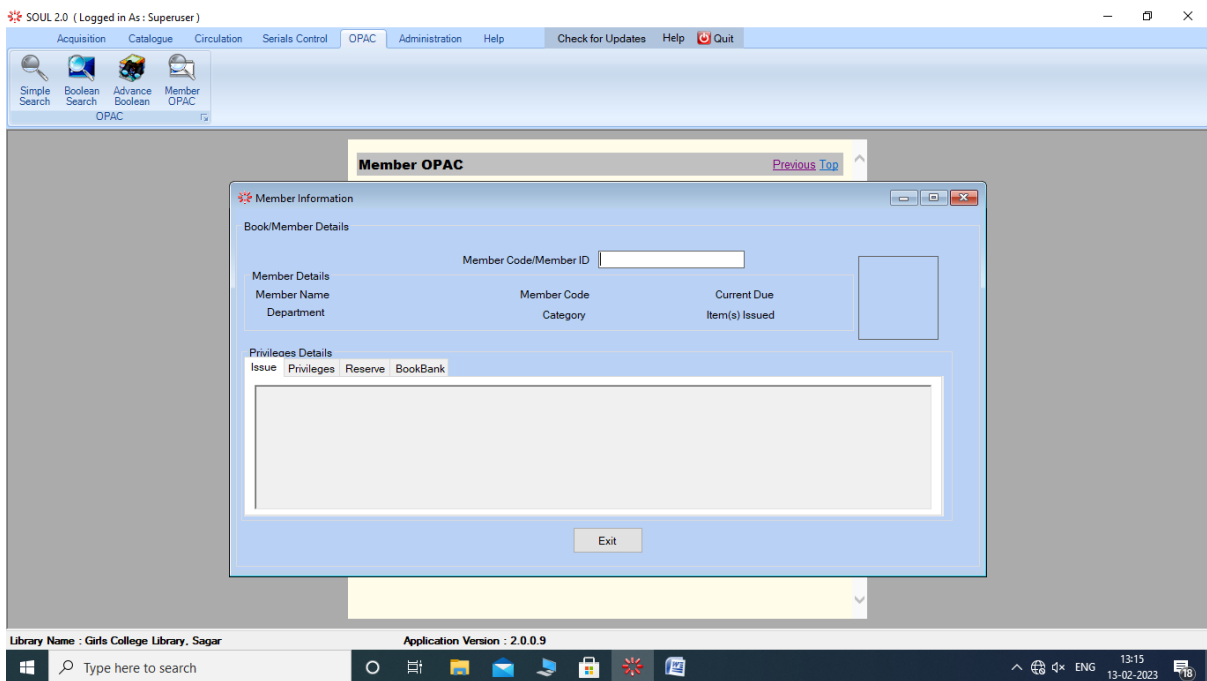 SOUL 2.0 ( Logged in As : Superuser )
Acquisition Catalogue Circulation Serials Control OPAC Administration Help Check for Updates Help Quit
Simple Search Boolean Search Advance Boolean Member OPAC
OPAC
Member OPAC Previous Top
Member Information
Book/Member Details
Member Code/Member ID
Member Details
Member Name Member Code Current Due
Department Category Item(s) Issued
Privileges Details
Issue Privileges Reserve BookBank
Exit
Library Name : Girls College Library, Sagar Application Version : 2.0.0.9
Type here to search ENG 13:15
13-02-2023 18